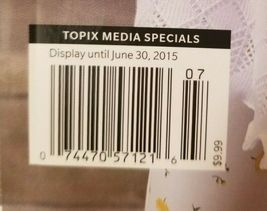 TOPIX MEDIA SPECIALS
Display until June 30, 2015
07
0 74470 57121 6
$9.99